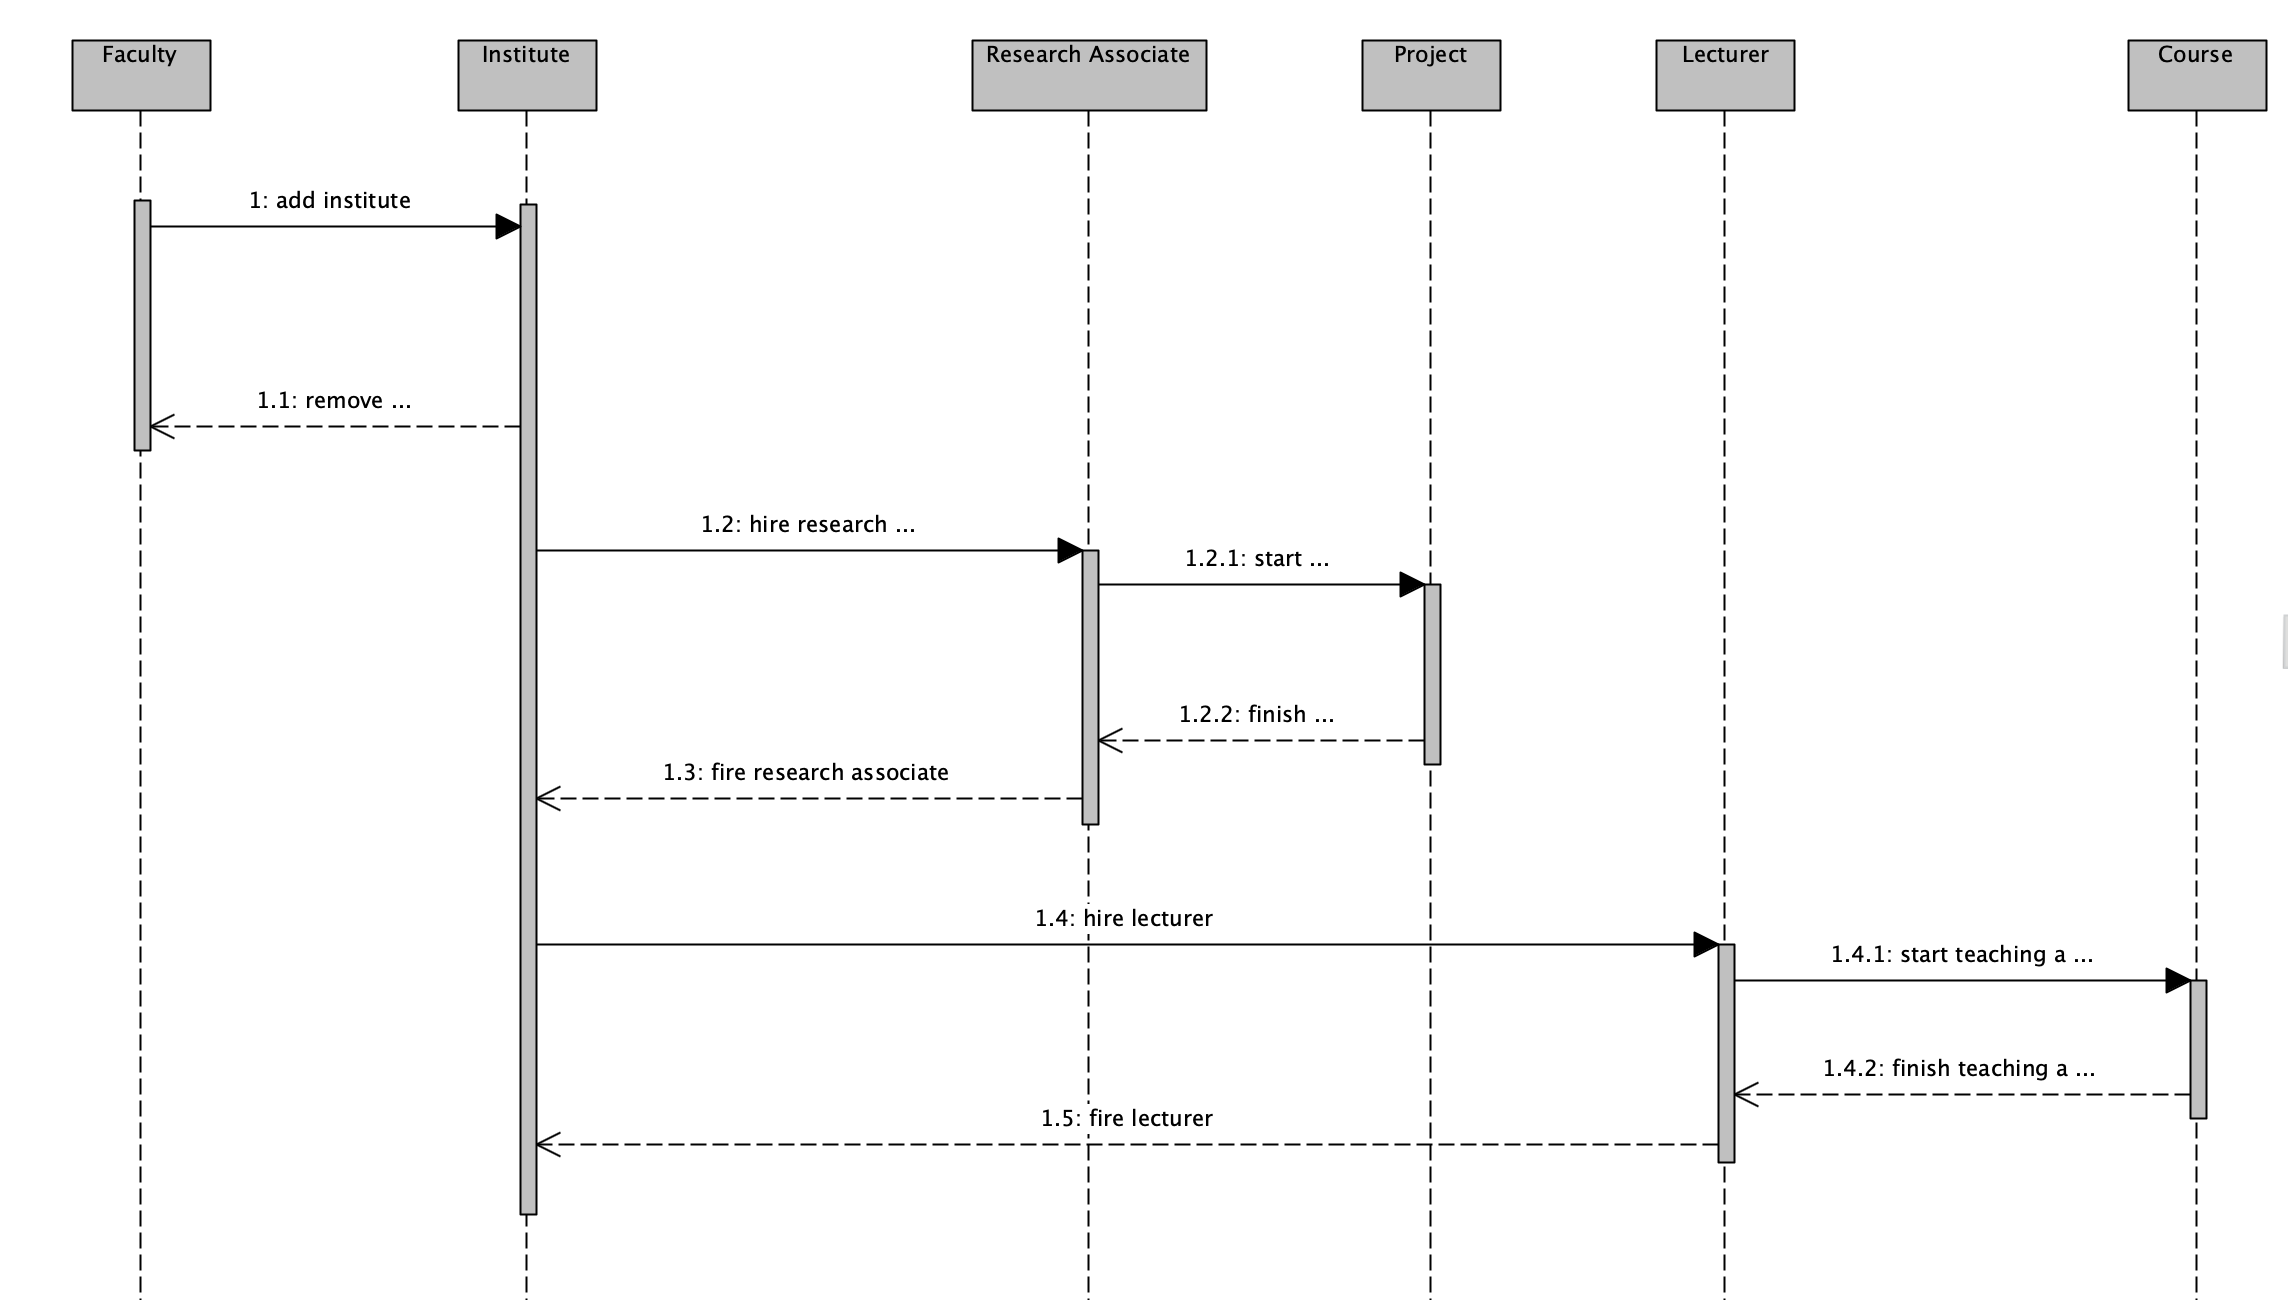 Faculty
Institute
Research Associate
Project
Lecturer
Course
1: add institute
1.1: remove ...
1.2: hire research ...
1.2.1: start ...
1.2.2: finish ...
1.3: fire research associate
1.4: hire lecturer
1.4.1: start teaching a ...
1.4.2: finish teaching a ...
1.5: fire lecturer